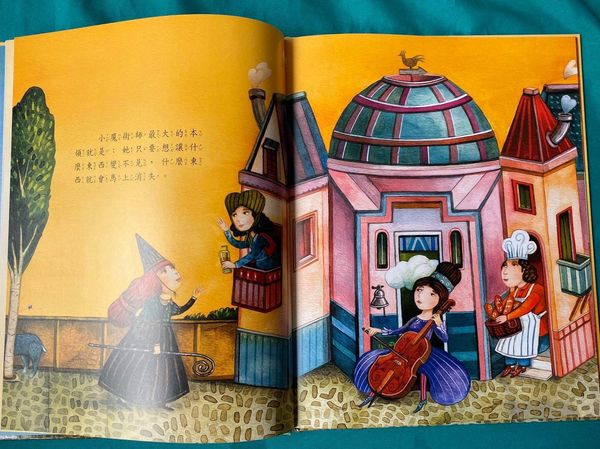 小魔術師最大的本
領就是：她只要想讓什
麼東西變不見，什麼東
西就會馬上消失。